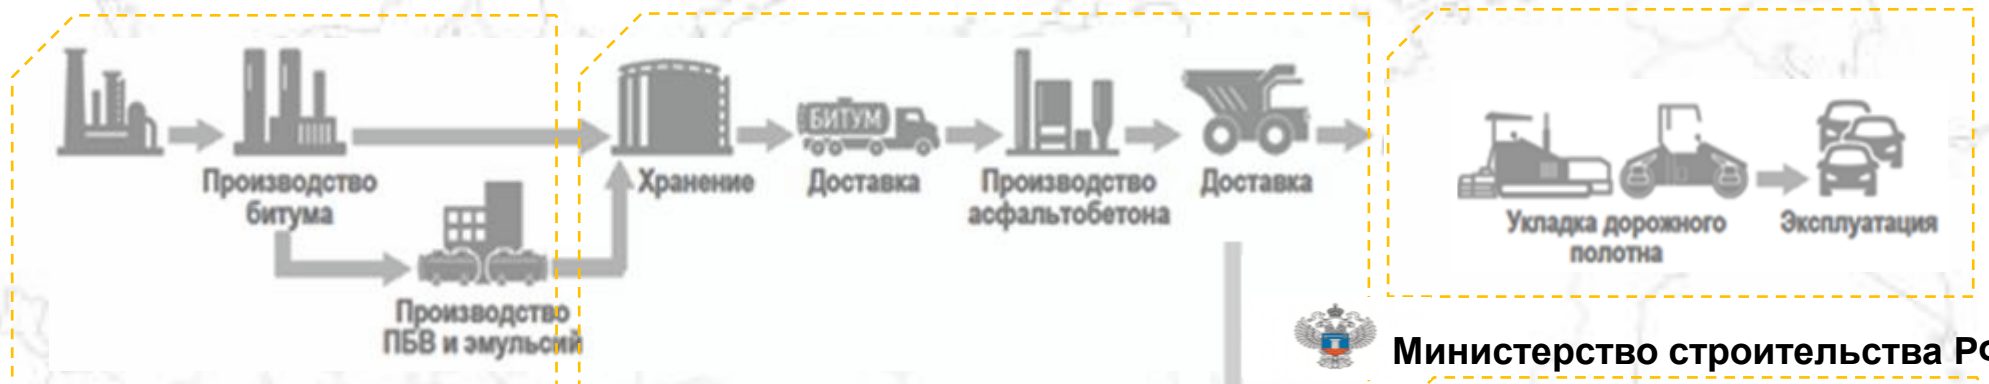 Производство
битума
Производство
ПБВ и эмульсий
Хранение
БИТУМ
Доставка
Производство
асфальтобетона
Доставка
Укладка дорожного
полотна
Эксплуатация
Министерство строительства РФ